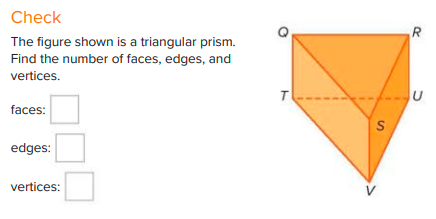 Check
The figure shown is a triangular prism.
Find the number of faces, edges, and
vertices.
faces:
edges:
vertices:
Q
R
T
U
S
V